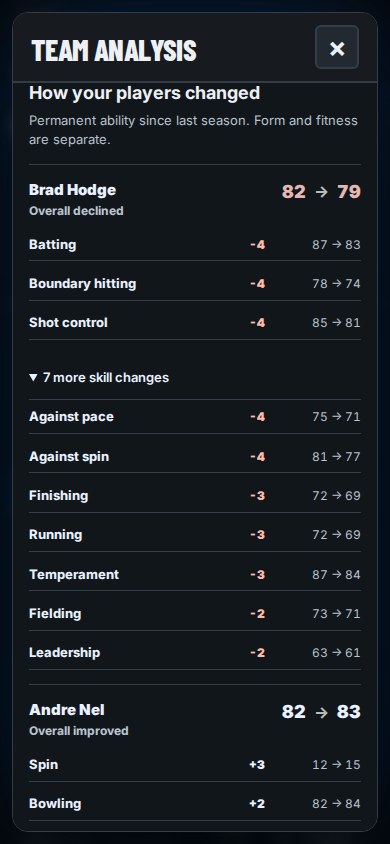 TEAM ANALYSIS ×
How your players changed
Permanent ability since last season. Form and fitness
are separate.
Brad Hodge 82 → 79
Overall declined
Batting -4 87 → 83
Boundary hitting -4 78 → 74
Shot control -4 85 → 81
▼ 7 more skill changes
Against pace -4 75 → 71
Against spin -4 81 → 77
Finishing -3 72 → 69
Running -3 72 → 69
Temperament -3 87 → 84
Fielding -2 73 → 71
Leadership -2 63 → 61
Andre Nel 82 → 83
Overall improved
Spin +3 12 → 15
Bowling +2 82 → 84